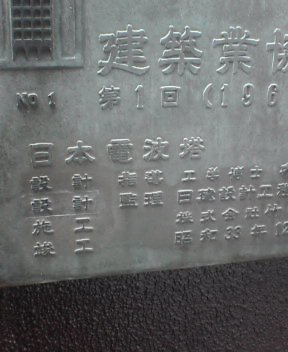 建築業協
No 1 第1回(196
日本電波塔
設計 指導 工学博士
設計 監理 日建設計工務
施工 株式会社竹
竣工 昭和33年12